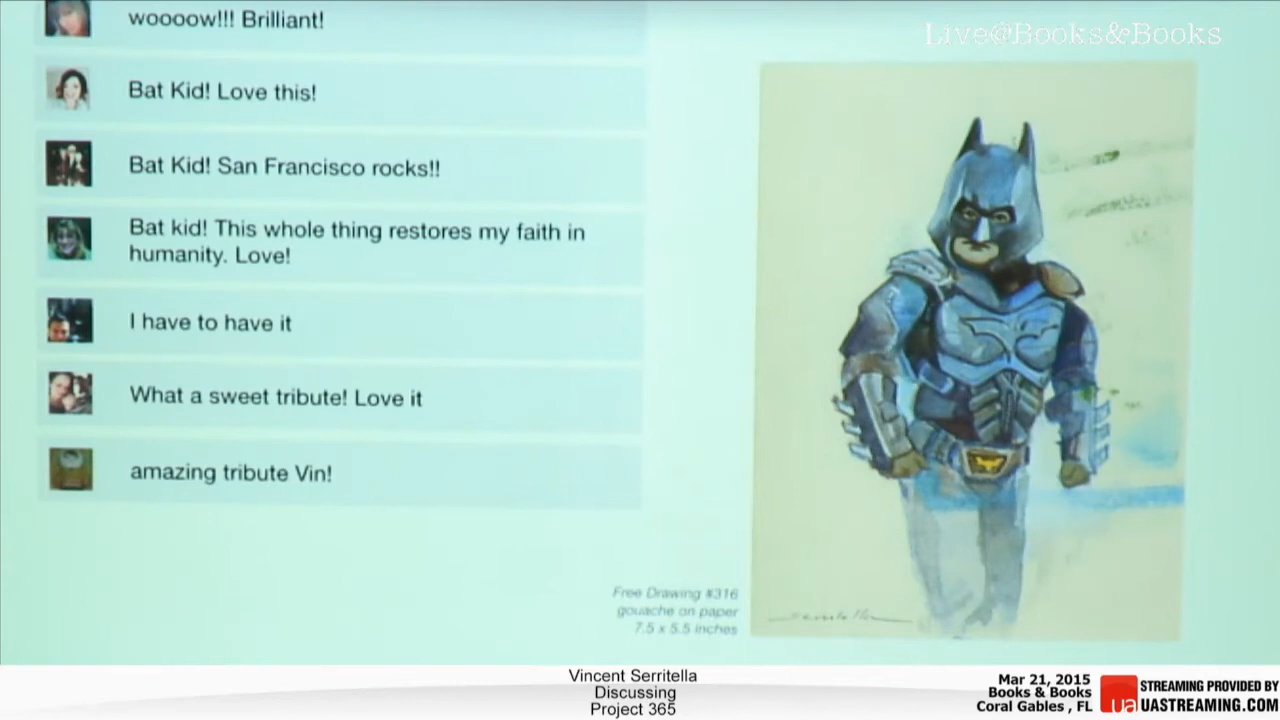 woooow!!! Brilliant!
Live@Books&Books
Bat Kid! Love this!
Bat Kid! San Francisco rocks!!
Bat kid! This whole thing restores my faith in
humanity. Love!
I have to have it
What a sweet tribute! Love it
amazing tribute Vin!
Free Drawing #316
gouache on paper
7.5 x 5.5 inches
Serritella
Vincent Serritella
Discussing
Project 365
Mar 21, 2015
Books & Books
Coral Gables , FL
ua
STREAMING PROVIDED BY
UASTREAMING.COM